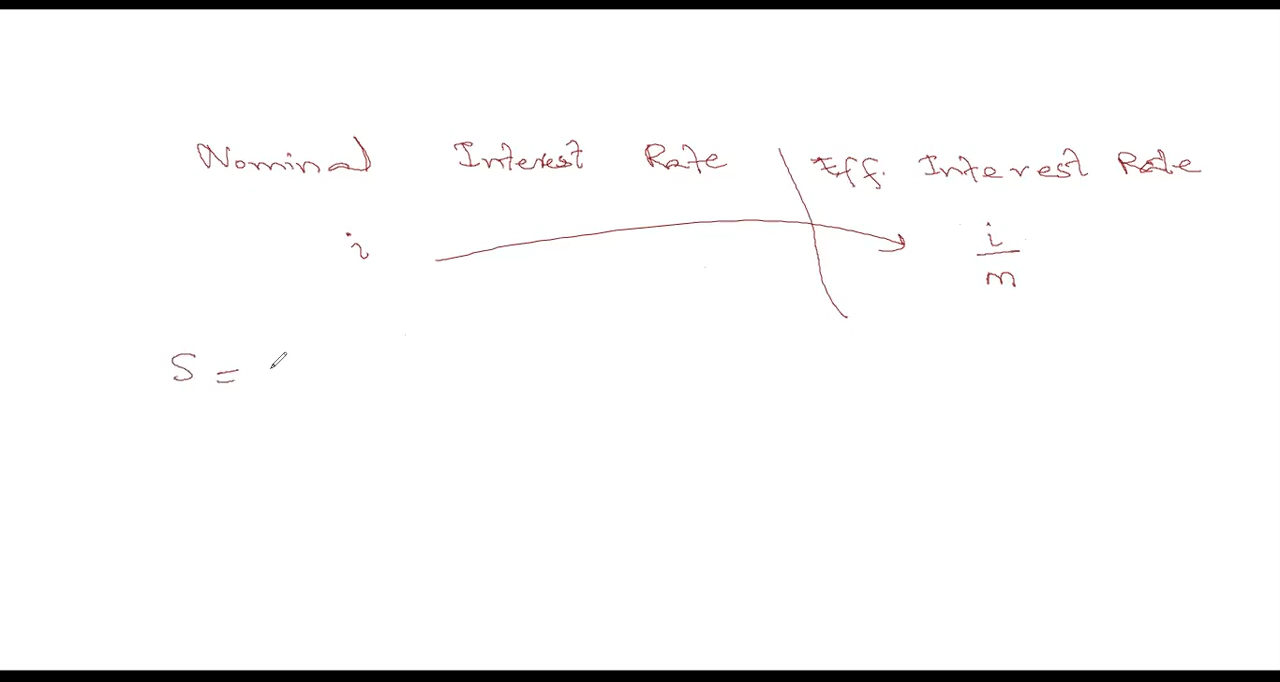 Nominal Interest Rate Eff. Interest Rate
i i/m
S =